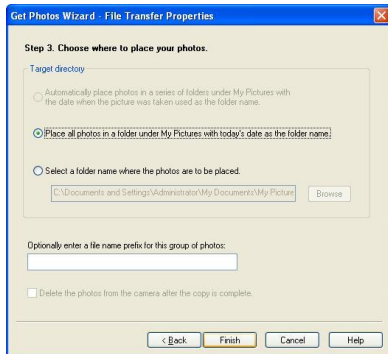 Get Photos Wizard - File Transfer Properties
Step 3. Choose where to place your photos.
Target directory
Automatically place photos in a series of folders under My Pictures with
the date when the picture was taken used as the folder name.
Place all photos in a folder under My Pictures with today's date as the folder name.
Select a folder name where the photos are to be placed.
C:\Documents and Settings\Administrator\My Documents\My Picture
Browse
Optionally enter a file name prefix for this group of photos:
Delete the photos from the camera after the copy is complete.
< Back
Finish
Cancel
Help